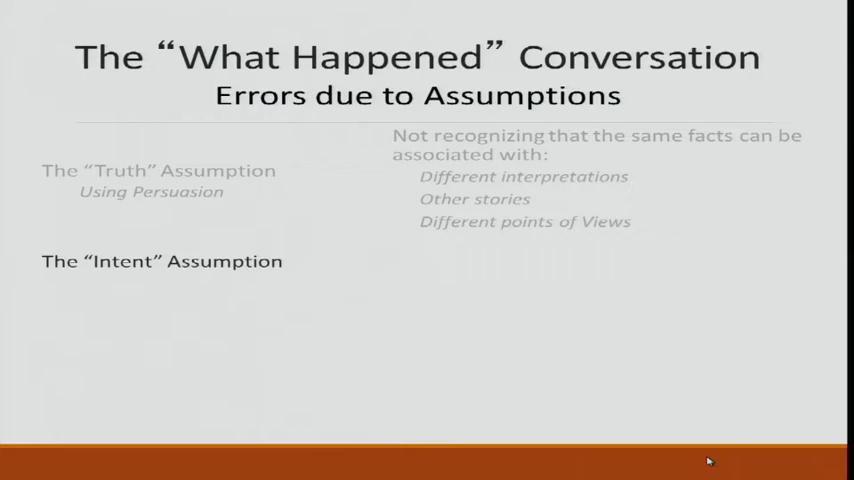 The “What Happened” Conversation
Errors due to Assumptions
The “Truth” Assumption
Using Persuasion
Not recognizing that the same facts can be
associated with:
Different interpretations
Other stories
Different points of Views
The “Intent” Assumption